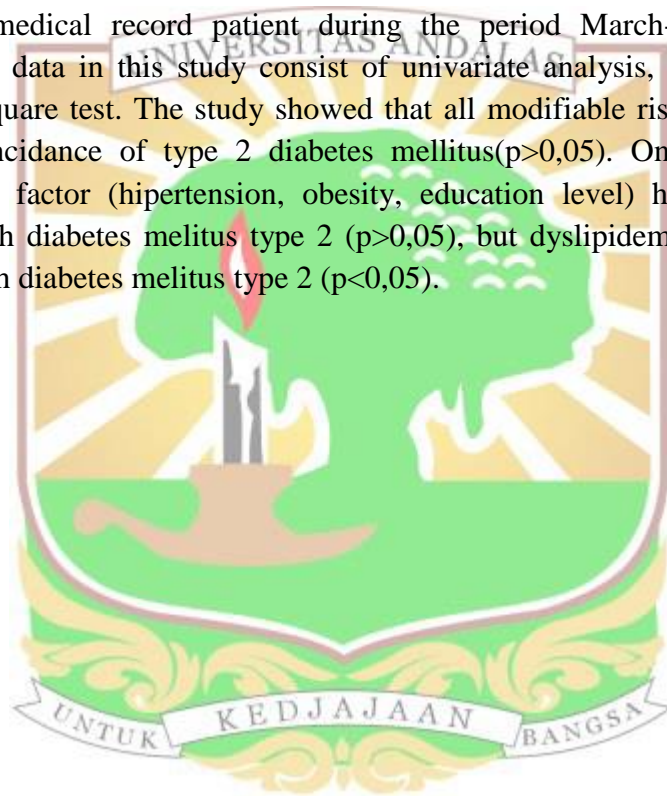 medical record patient during the period March-
UNIVERSITAS ANDALAS
data in this study consist of univariate analysis,
quare test. The study showed that all modifiable ris
ncidance of type 2 diabetes mellitus(p>0,05). On
factor (hipertension, obesity, education level) h
h diabetes melitus type 2 (p>0,05), but dyslipidem
n diabetes melitus type 2 (p<0,05).
UNTUK KEDJAJAAN BANGSA